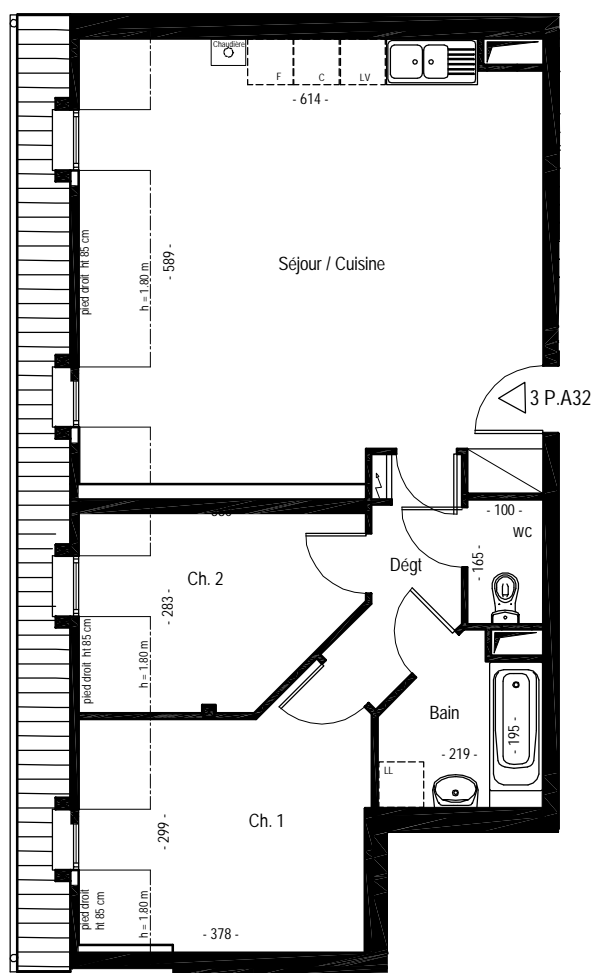 Chaudière
F
C
LV
- 614 -
pied droit ht 85 cm
h = 1.80 m
- 589 -
Séjour / Cuisine
3 P.A32
- 100 -
WC
- 165 -
Dégt
Ch. 2
- 283 -
pied droit ht 85 cm
h = 1.80 m
Bain
- 219 -
- 195 -
LL
Ch. 1
- 299 -
pied droit
ht 85 cm
h = 1.80 m
- 378 -